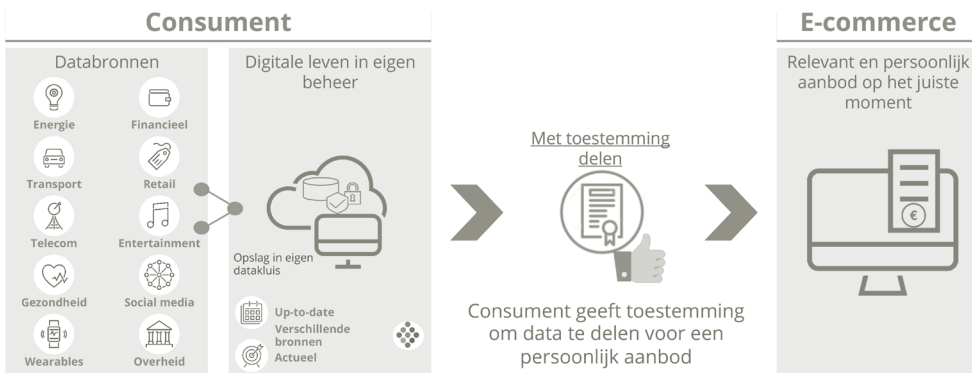 Consument
Databronnen
Energie
Financieel
Transport
Retail
Telecom
Entertainment
Gezondheid
Social media
Wearables
Overheid
Digitale leven in eigen
beheer
Opslag in eigen
datakluis
Up-to-date
Verschillende
bronnen
Actueel
Met toestemming
delen
Consument geeft toestemming
om data te delen voor een
persoonlijk aanbod
E-commerce
Relevant en persoonlijk
aanbod op het juiste
moment
€